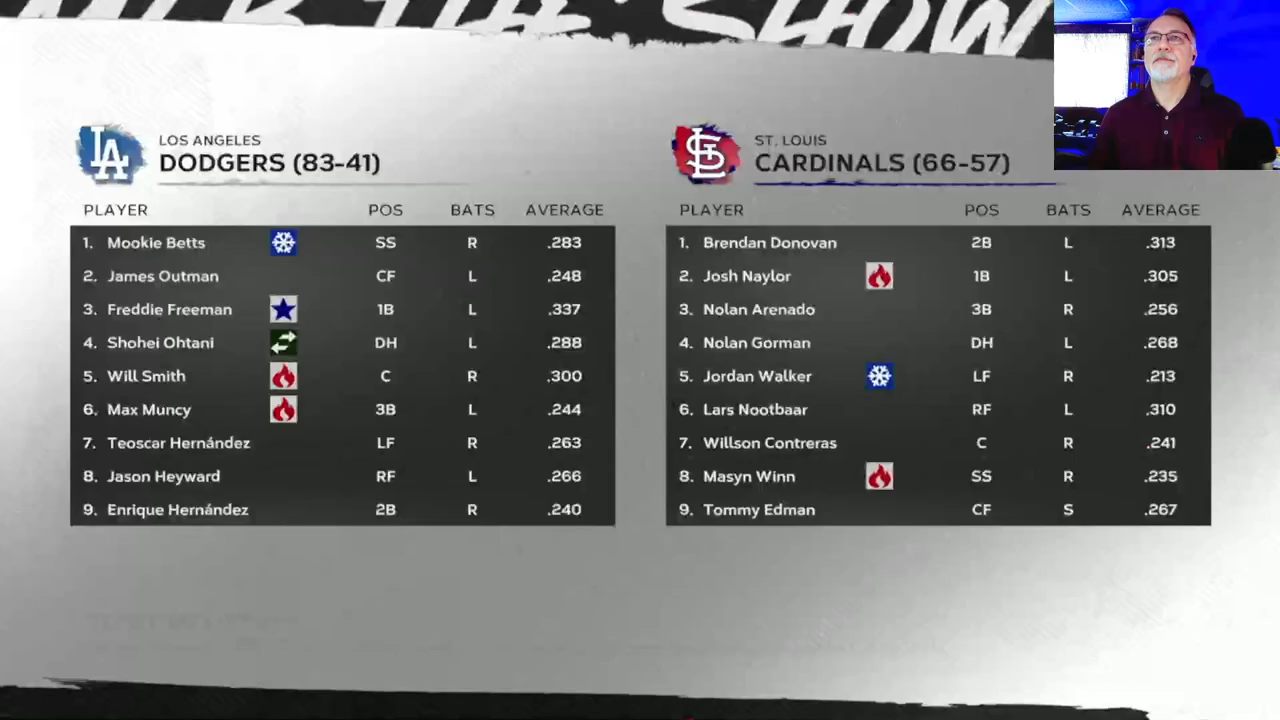 MLB THE SHOW
LA
LOS ANGELES
DODGERS (83-41)
PLAYER POS BATS AVERAGE
1. Mookie Betts SS R .283
2. James Outman CF L .248
3. Freddie Freeman 1B L .337
4. Shohei Ohtani DH L .288
5. Will Smith C R .300
6. Max Muncy 3B L .244
7. Teoscar Hernández LF R .263
8. Jason Heyward RF L .266
9. Enrique Hernández 2B R .240
STL
ST. LOUIS
CARDINALS (66-57)
PLAYER POS BATS AVERAGE
1. Brendan Donovan 2B L .313
2. Josh Naylor 1B L .305
3. Nolan Arenado 3B R .256
4. Nolan Gorman DH L .268
5. Jordan Walker LF R .213
6. Lars Nootbaar RF L .310
7. Willson Contreras C R .241
8. Masyn Winn SS R .235
9. Tommy Edman CF S .267